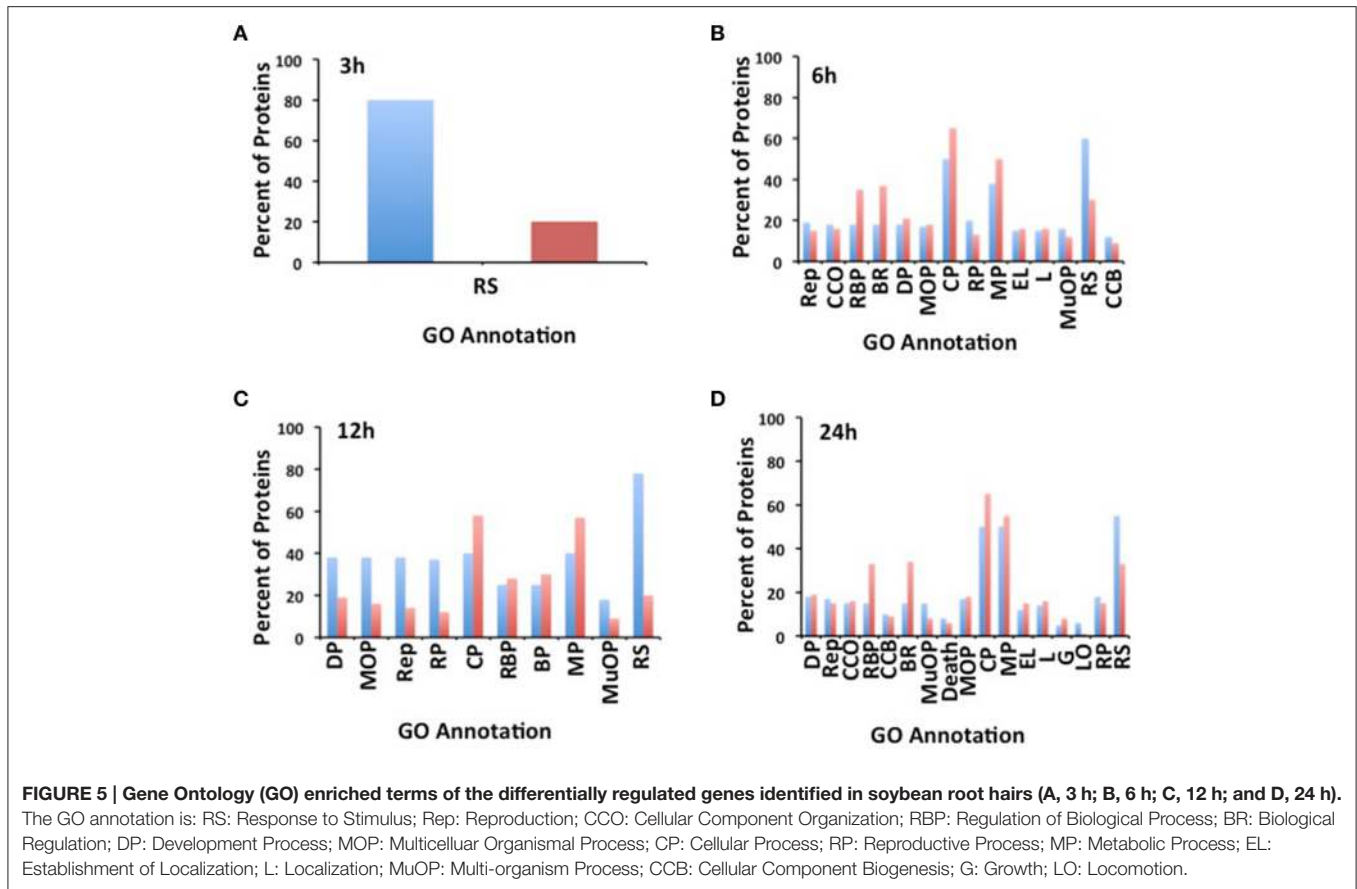 A
3h
Percent of Proteins
100
80
60
40
20
0
RS
GO Annotation
B
6h
Percent of Proteins
100
80
60
40
20
0
Rep
CCO
RBP
BR
DP
MOP
CP
RP
MP
EL
L
MuOP
RS
CCB
GO Annotation
C
12h
Percent of Proteins
100
80
60
40
20
0
DP
MOP
Rep
RP
CP
RBP
BP
MP
MuOP
RS
GO Annotation
D
24h
Percent of Proteins
100
80
60
40
20
0
DP
Rep
CCO
RBP
CCB
BR
MuOP
Death
MOP
CP
MP
EL
L
G
LO
RP
RS
GO Annotation
FIGURE 5 | Gene Ontology (GO) enriched terms of the differentially regulated genes identified in soybean root hairs (A, 3 h; B, 6 h; C, 12 h; and D, 24 h).
The GO annotation is: RS: Response to Stimulus; Rep: Reproduction; CCO: Cellular Component Organization; RBP: Regulation of Biological Process; BR: Biological
Regulation; DP: Development Process; MOP: Multicelluar Organismal Process; CP: Cellular Process; RP: Reproductive Process; MP: Metabolic Process; EL:
Establishment of Localization; L: Localization; MuOP: Multi-organism Process; CCB: Cellular Component Biogenesis; G: Growth; LO: Locomotion.